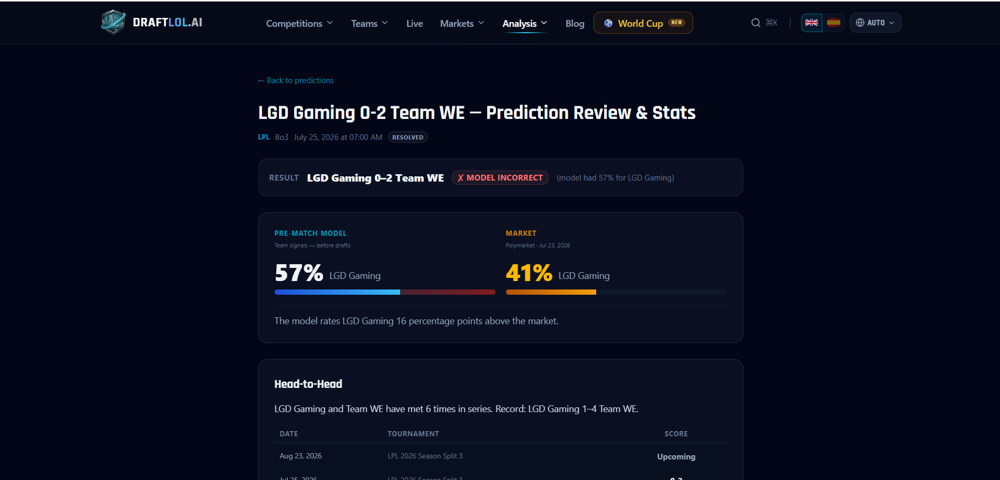 DRAFTLOL.AI
Competitions
Teams
Live
Markets
Analysis
Blog
World Cup NEW
⌘K
AUTO
← Back to predictions
LGD Gaming 0-2 Team WE — Prediction Review & Stats
LPL Bo3 July 25, 2026 at 07:00 AM RESOLVED
RESULT LGD Gaming 0–2 Team WE ✗ MODEL INCORRECT (model had 57% for LGD Gaming)
PRE-MATCH MODEL
Team signals — before drafts
57% LGD Gaming
MARKET
Polymarket · Jul 23, 2026
41% LGD Gaming
The model rates LGD Gaming 16 percentage points above the market.
Head-to-Head
LGD Gaming and Team WE have met 6 times in series. Record: LGD Gaming 1–4 Team WE.
DATE TOURNAMENT SCORE
Aug 23, 2026 LPL 2026 Season Split 3 Upcoming
Jul 25, 2026 LPL 2026 Season Split 3 0-2